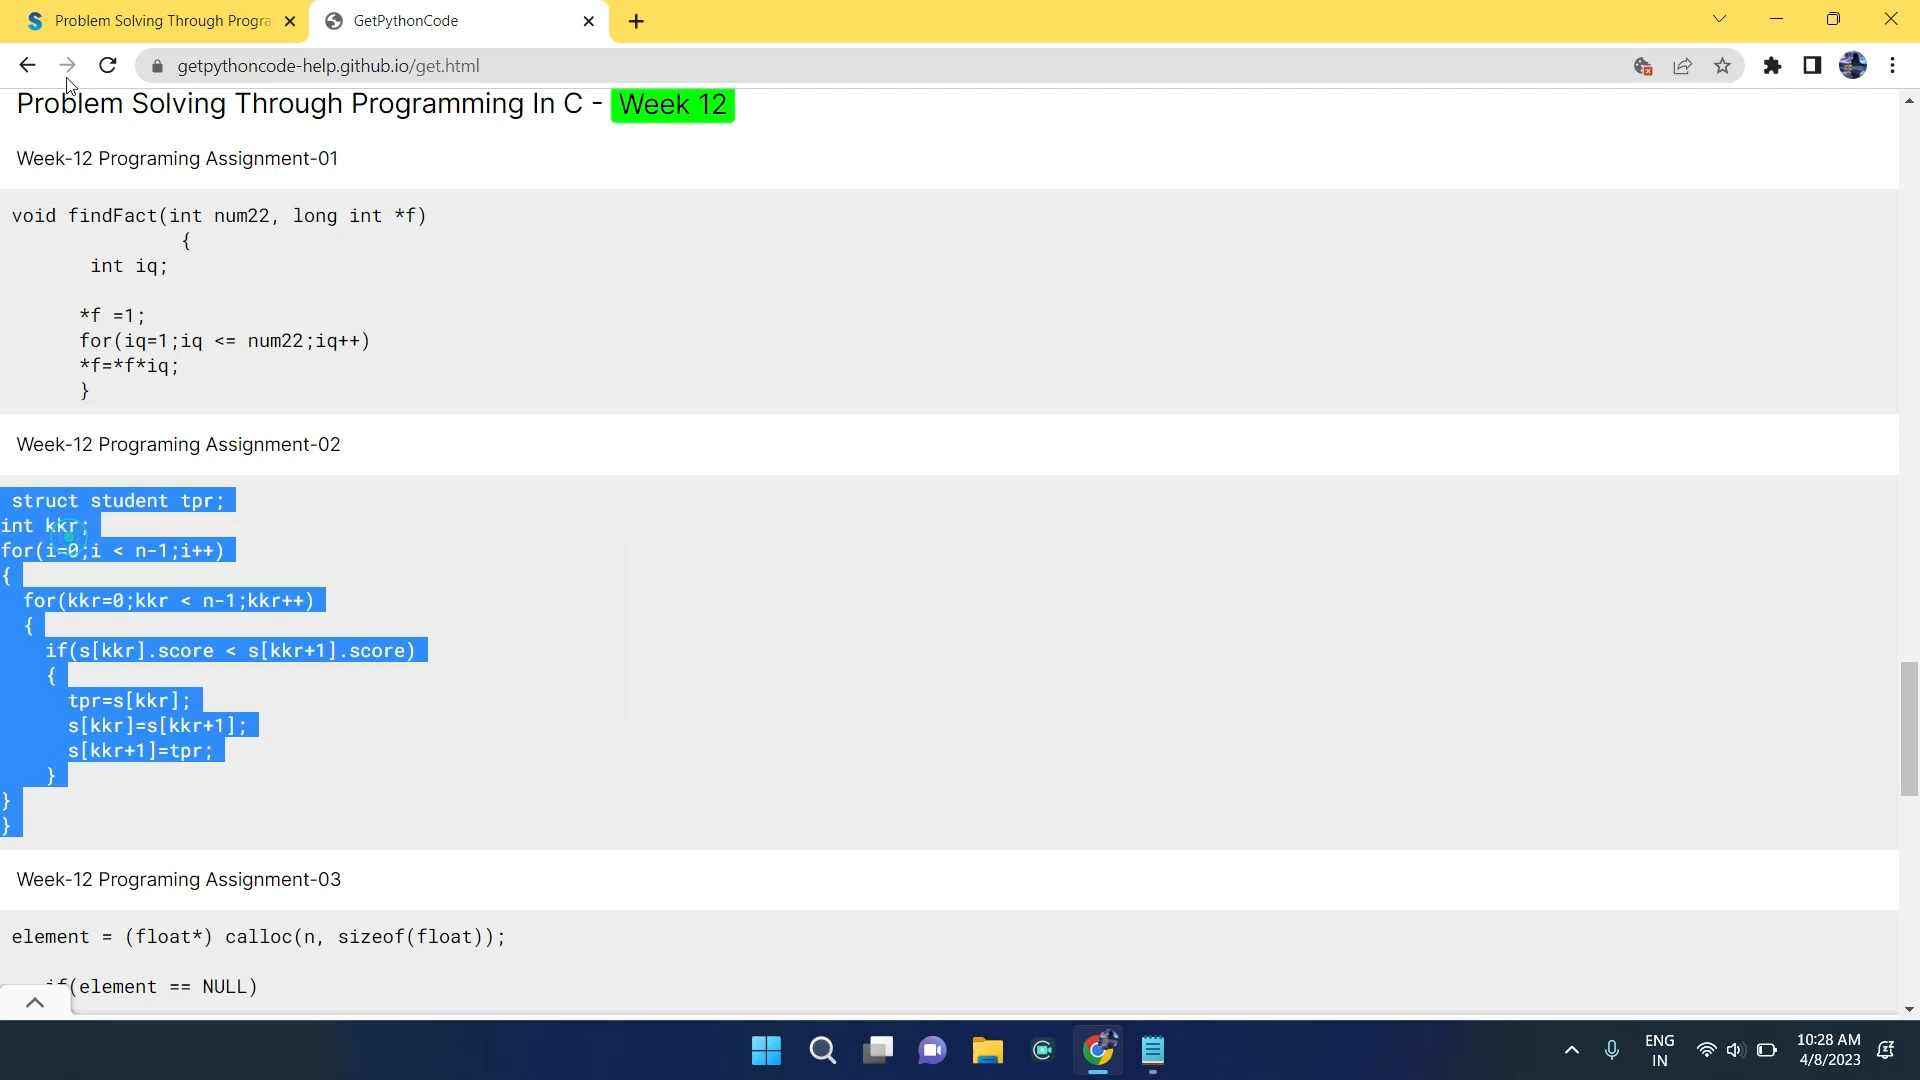 Problem Solving Through Progra
GetPythonCode
getpythoncode-help.github.io/get.html
Problem Solving Through Programming In C - Week 12
Week-12 Programing Assignment-01
void findFact(int num22, long int *f)
{
int iq;
*f =1;
for(iq=1;iq <= num22;iq++)
*f=*f*iq;
}
Week-12 Programing Assignment-02
struct student tpr;
int kkr;
for(i=0;i < n-1;i++)
{
for(kkr=0;kkr < n-1;kkr++)
{
if(s[kkr].score < s[kkr+1].score)
{
tpr=s[kkr];
s[kkr]=s[kkr+1];
s[kkr+1]=tpr;
}
}
}
Week-12 Programing Assignment-03
element = (float*) calloc(n, sizeof(float));
if(element == NULL)
ENG
IN
10:28 AM
4/8/2023